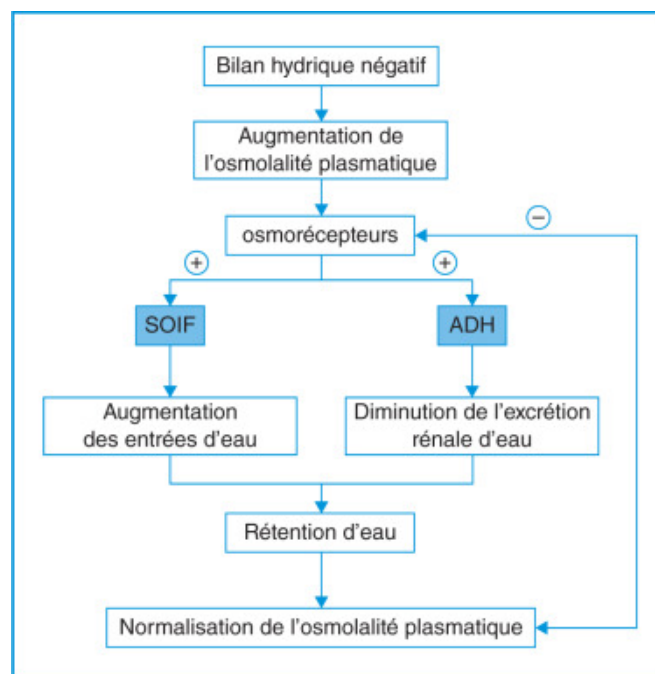 Bilan hydrique négatif
Augmentation de
l'osmolalité plasmatique
osmorécepteurs
−
+
+
SOIF
ADH
Augmentation
des entrées d'eau
Diminution de l'excrétion
rénale d'eau
Rétention d'eau
Normalisation de l'osmolalité plasmatique